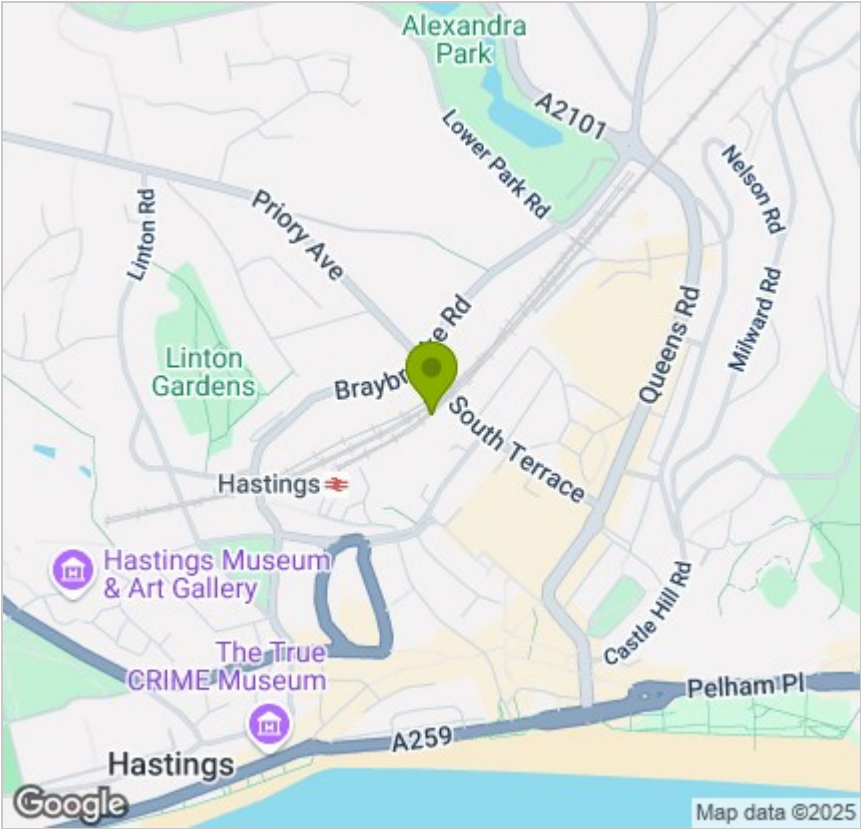 Alexandra
Park
A2101
Lower Park Rd
Nelson Rd
Priory Ave
Linton Rd
Milward Rd
Queens Rd
Linton
Gardens
South Terrace
Hastings
Hastings Museum
& Art Gallery
Castle Hill Rd
The True
CRIME Museum
Pelham Pl
A259
Hastings
Google
Map data ©2025